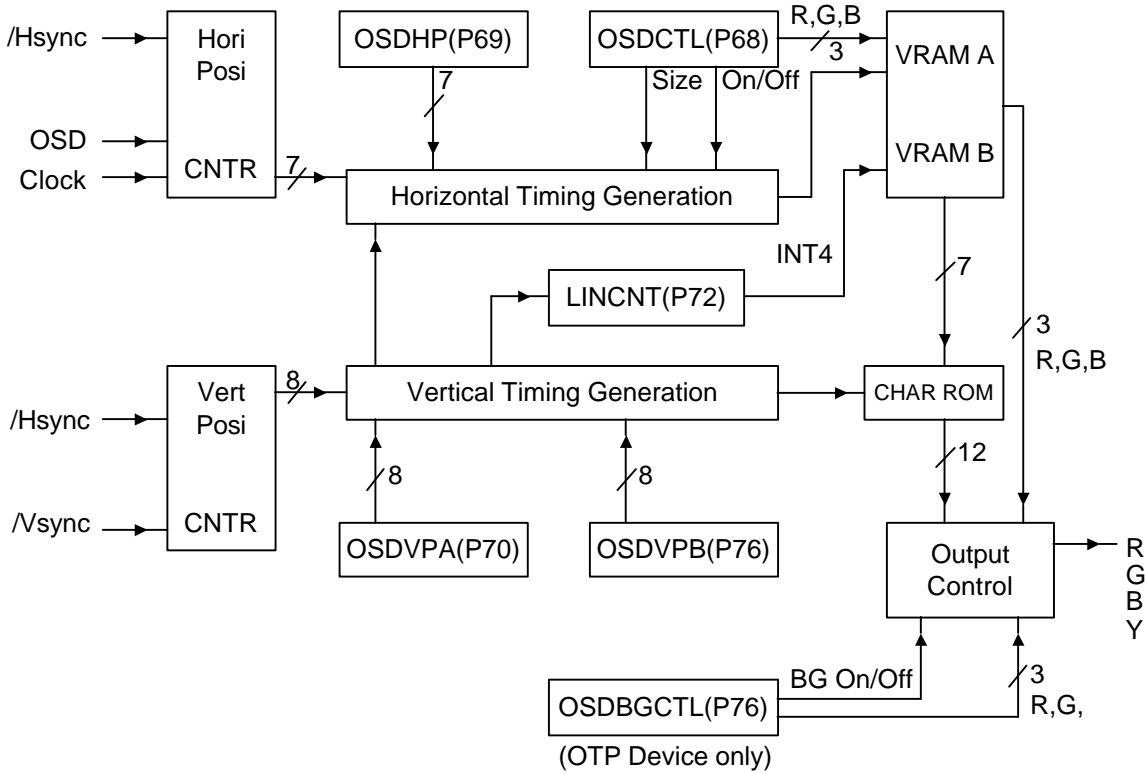 /Hsync
Hori
Posi
OSD
Clock
CNTR
7
OSDHP(P69)
7
OSDCTL(P68)
R,G,B
3
Size
On/Off
VRAM A
VRAM B
Horizontal Timing Generation
INT4
LINCNT(P72)
7
3
R,G,B
/Hsync
Vert
Posi
/Vsync
CNTR
8
Vertical Timing Generation
CHAR ROM
12
8
8
OSDVPA(P70)
OSDVPB(P76)
Output
Control
R
G
B
Y
OSDBGCTL(P76)
BG On/Off
3
R,G,
(OTP Device only)